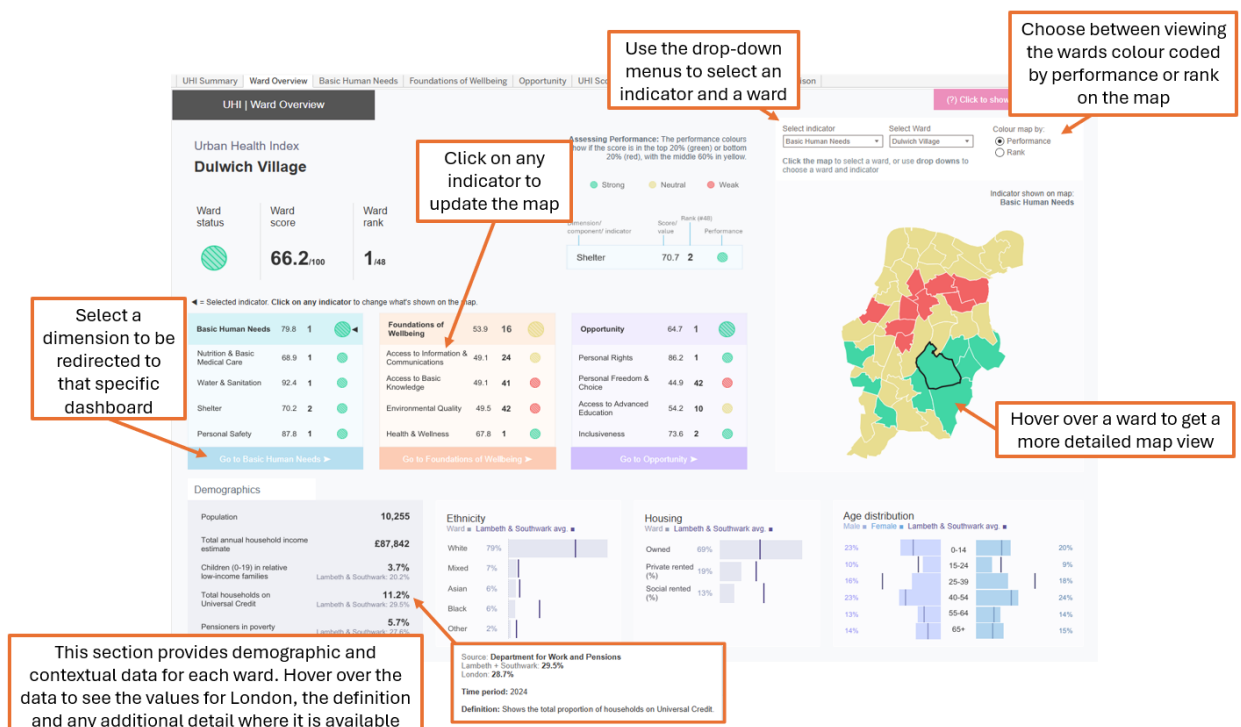 Use the drop-down
menus to select an
indicator and a ward
Choose between viewing
the wards colour coded
by performance or rank
on the map
UHI Summary
Ward Overview
Basic Human Needs
Foundations of Wellbeing
Opportunity
UHI | Ward Overview
(?) Click to
Urban Health Index
Dulwich Village
Click on any
indicator to
update the map
Assessing Performance: The performance colours
show if the score is in the top 20% (green) or bottom
20% (red), with the middle 60% in yellow.
Strong
Neutral
Weak
Select indicator
Basic Human Needs
Select Ward
Dulwich Village
Colour map by:
Performance
Rank
Click the map to select a ward, or use drop downs to
choose a ward and indicator
Indicator shown on map:
Basic Human Needs
Ward
status
Ward
score
66.2/100
Ward
rank
1/48
component/ indicator
Score/
value
Rank (#48)
Performance
Shelter 70.7 2
◄ = Selected indicator. Click on any indicator to change what's shown on the map.
Select a
dimension to be
redirected to
that specific
dashboard
Basic Human Needs 79.8 1
Nutrition & Basic
Medical Care 68.9 1
Water & Sanitation 92.4 1
Shelter 70.2 2
Personal Safety 87.8 1
Go to Basic Human Needs ➤
Foundations of
Wellbeing 53.9 16
Access to Information &
Communications 49.1 24
Access to Basic
Knowledge 49.1 41
Environmental Quality 49.5 42
Health & Wellness 67.8 1
Go to Foundations of Wellbeing ➤
Opportunity 64.7 1
Personal Rights 86.2 1
Personal Freedom &
Choice 44.9 42
Access to Advanced
Education 54.2 10
Inclusiveness 73.6 2
Go to Opportunity ➤
Hover over a ward to get a
more detailed map view
Demographics
Population 10,255
Total annual household income
estimate £87,842
Children (0-19) in relative
low-income families 3.7%
Lambeth & Southwark: 20.2%
Total households on
Universal Credit 11.2%
Lambeth & Southwark: 29.5%
Pensioners in poverty 5.7%
Lambeth & Southwark: 27.6%
Ethnicity
Ward Lambeth & Southwark avg.
White 79%
Mixed 7%
Asian 6%
Black 6%
Other 2%
Housing
Ward Lambeth & Southwark avg.
Owned 69%
Private rented
(%) 19%
Social rented
(%) 13%
Age distribution
Male Female Lambeth & Southwark avg.
23% 0-14 20%
10% 15-24 9%
16% 25-39 18%
23% 40-54 24%
13% 55-64 14%
14% 65+ 15%
This section provides demographic and
contextual data for each ward. Hover over the
data to see the values for London, the definition
and any additional detail where it is available
Source: Department for Work and Pensions
Lambeth + Southwark: 29.5%
London: 28.7%
Time period: 2024
Definition: Shows the total proportion of households on Universal Credit.